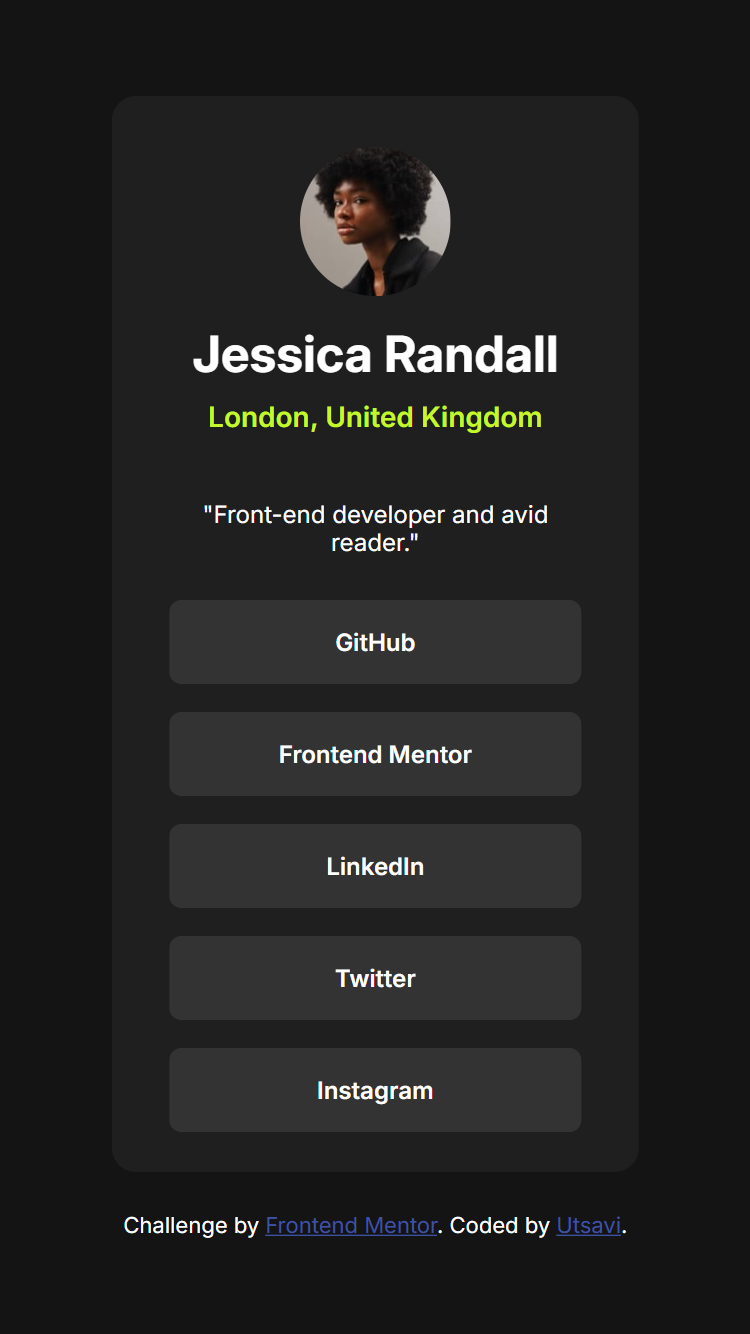 Jessica Randall
London, United Kingdom
"Front-end developer and avid
reader."
GitHub
Frontend Mentor
LinkedIn
Twitter
Instagram
Challenge by Frontend Mentor. Coded by Utsavi.